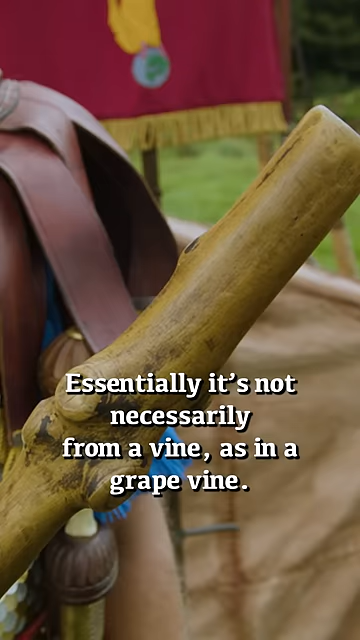 Essentially it's not
necessarily
from a vine, as in a
grape vine.